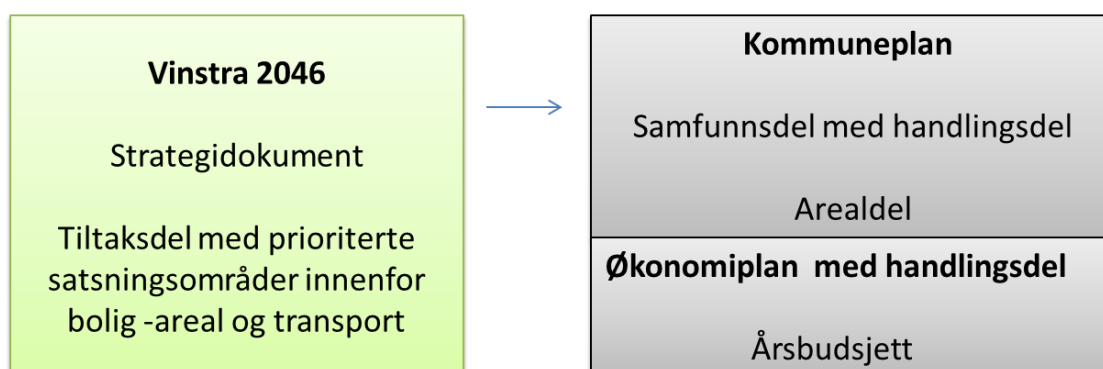 Vinstra 2046
Strategidokument
Tiltaksdel med prioriterte
satsningsområder innenfor
bolig -areal og transport
Kommuneplan
Samfunnsdel med handlingsdel
Arealdel
Økonomiplan  med handlingsdel
Årsbudsjett